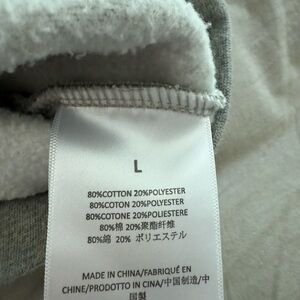 L
80%COTTON 20%POLYESTER
80%COTON 20%POLYESTER
80%COTONE 20%POLIESTERE
80%棉 20%聚酯纤维
80%綿 20% ポリエステル
MADE IN CHINA/FABRIQUÉ EN
CHINE/PRODOTTO IN CINA/中国制造/中
国製